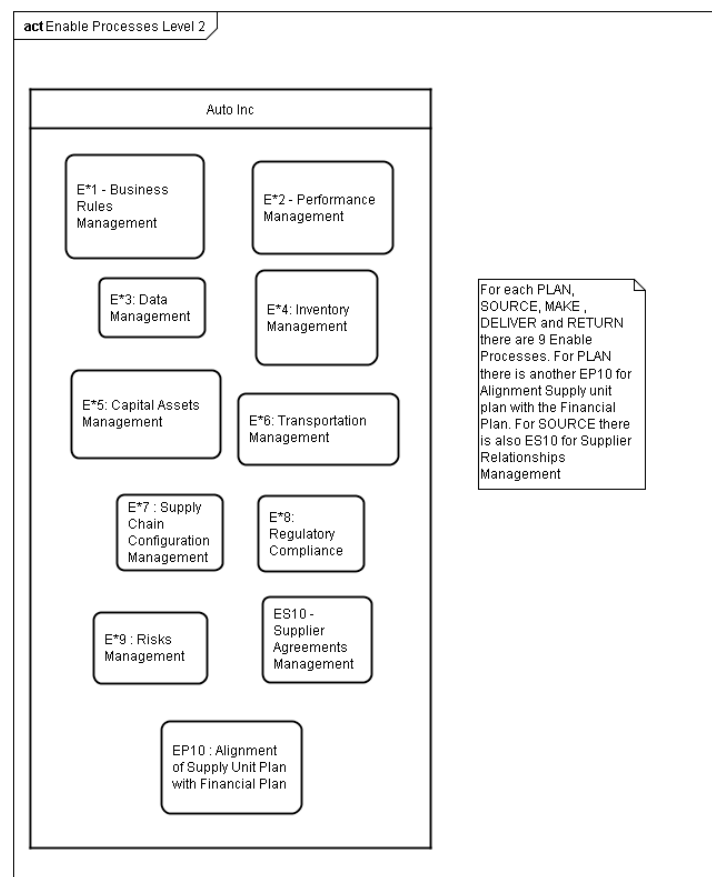 act Enable Processes Level 2
Auto Inc
E*1 - Business
Rules
Management
E*2 - Performance
Management
E*3: Data
Management
E*4: Inventory
Management
E*5: Capital Assets
Management
E*6: Transportation
Management
E*7 : Supply
Chain
Configuration
Management
E*8:
Regulatory
Compliance
E*9 : Risks
Management
ES10 -
Supplier
Agreements
Management
EP10 : Alignment
of Supply Unit Plan
with Financial Plan
For each PLAN,
SOURCE, MAKE ,
DELIVER and RETURN
there are 9 Enable
Processes. For PLAN
there is another EP10 for
Alignment Supply unit
plan with the Financial
Plan. For SOURCE there
is also ES10 for Supplier
Relationships
Management